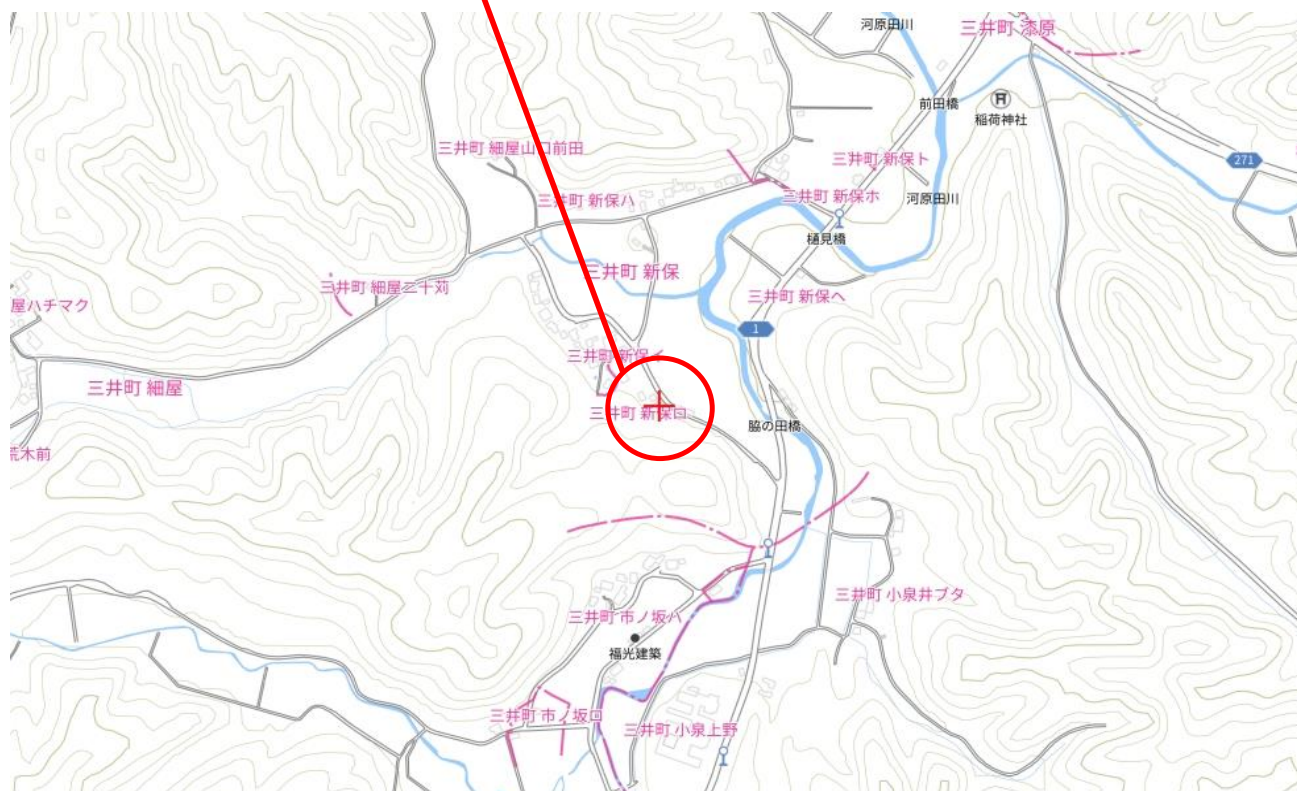 河原田川
三井町 漆原
前田橋
稲荷神社
三井町 細屋山口前田
三井町 新保ト
271
三井町 新保ハ
三井町 新保ホ
河原田川
樋見橋
三井町 新保
三井町 細屋二十苅
三井町 新保ヘ
屋ハチマク
1
三井町 新保イ
三井町 細屋
三井町 新保ロ
脇の田橋
荒木前
三井町 小泉井ブタ
三井町 市ノ坂ハ
福光建築
三井町 市ノ坂ロ
三井町 小泉上野